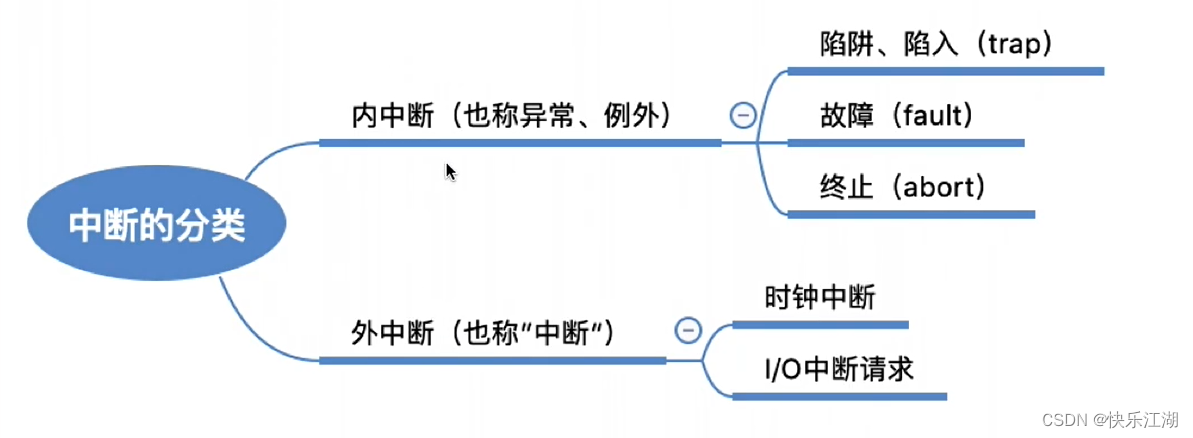 中断的分类
内中断（也称异常、例外）
陷阱、陷入（trap）
故障（fault）
终止（abort）
外中断（也称“中断“）
时钟中断
I/O中断请求
CSDN @快乐江湖